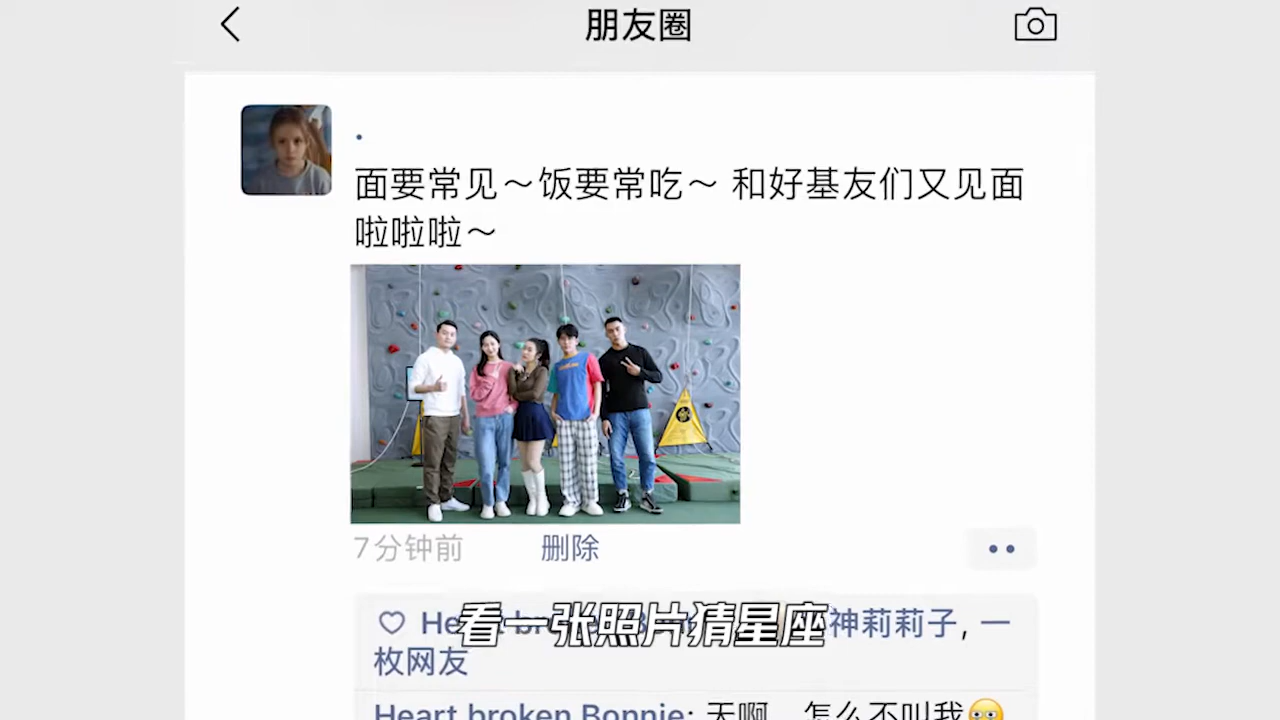 朋友圈
面要常见～饭要常吃～ 和好基友们又见面
啦啦啦～
7分钟前 删除
看一张照片猜星座
神莉莉子, 一
枚网友
Heart broken Bonnie: 天啊，怎么不叫我